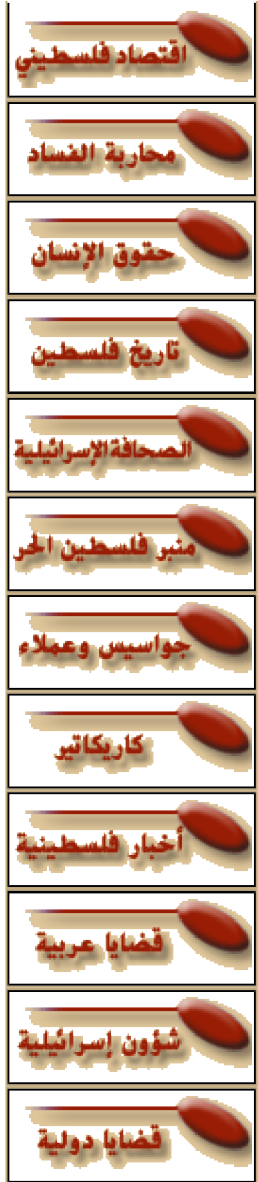 اقتصاد فلسطيني
محاربة الفساد
حقوق الإنسان
تاريخ فلسطين
الصحافة الإسرائيلية
منبر فلسطين الحر
جواسيس وعملاء
كاريكاتير
أخبار فلسطينية
قضايا عربية
شؤون إسرائيلية
قضايا دولية